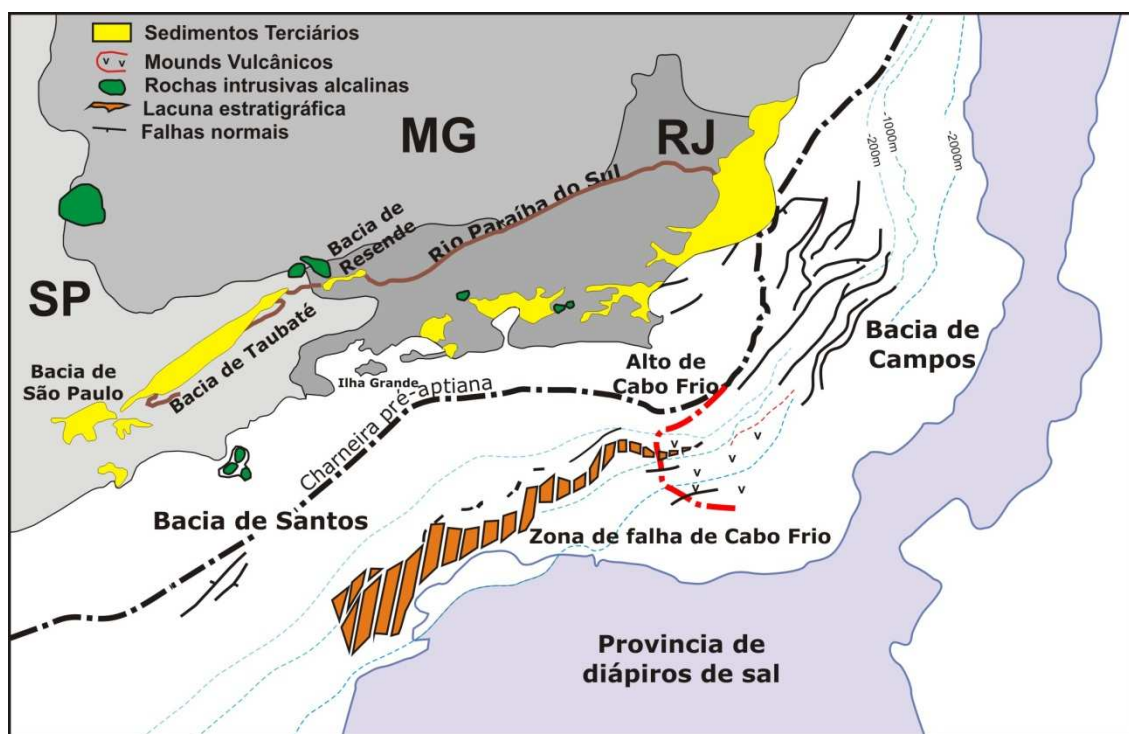 Sedimentos Terciários
Mounds Vulcânicos
Rochas intrusivas alcalinas
Lacuna estratigráfica
Falhas normais
v v
MG
RJ
SP
-200m
-1000m
-2000m
Rio Paraíba do Sul
Bacia de
Resende
Bacia de Taubaté
Bacia de
São Paulo
Ilha Grande
Charneira pré-aptiana
Alto de
Cabo Frio
Bacia de
Campos
v
v
v
v
v
v
Bacia de Santos
Zona de falha de Cabo Frio
Provincia de
diápiros de sal